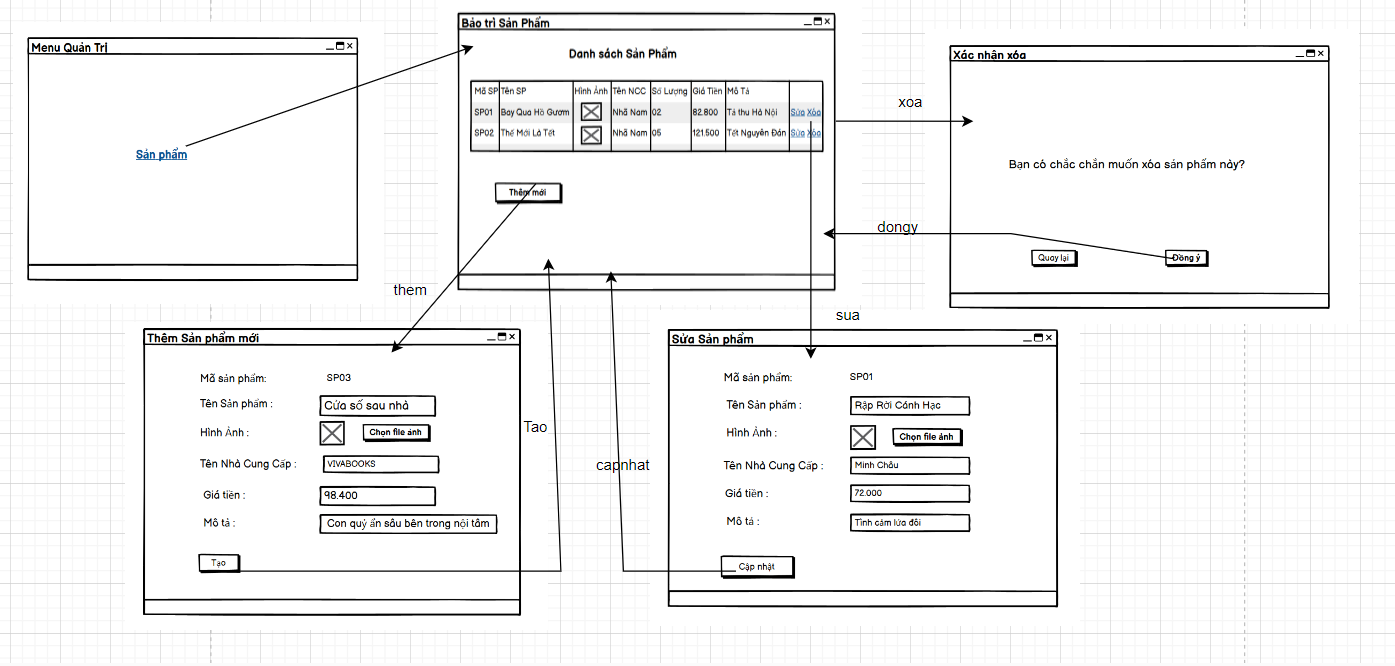 Menu Quản Trị
Sản phẩm
Bảo trì Sản Phẩm
Danh sách Sản Phẩm
Mã SP Tên SP Hình Ảnh Tên NCC Số Lượng Giá Tiền Mô Tả
SP01 Bay Qua Hồ Gươm Nhã Nam 02 82.800 Tả thu Hà Nội Sửa Xóa
SP02 Thế Mới Là Tết Nhã Nam 05 121.500 Tết Nguyên Đán Sửa Xóa
Thêm mới
xoa
Xác nhận xóa
Bạn có chắc chắn muốn xóa sản phẩm này?
Quay lại
Đồng ý
dongy
them
sua
Thêm Sản phẩm mới
Mã sản phẩm: SP03
Tên Sản phẩm : Cửa sổ sau nhà
Hình Ảnh : Chọn file ảnh
Tên Nhà Cung Cấp : VIVABOOKS
Giá tiền : 98.400
Mô tả : Con quỷ ẩn sâu bên trong nội tâm
Tạo
Tao
capnhat
Sửa Sản phẩm
Mã sản phẩm: SP01
Tên Sản phẩm : Rập Rời Cánh Hạc
Hình Ảnh : Chọn file ảnh
Tên Nhà Cung Cấp : Minh Châu
Giá tiền : 72.000
Mô tả : Tình cảm lứa đôi
Cập nhật